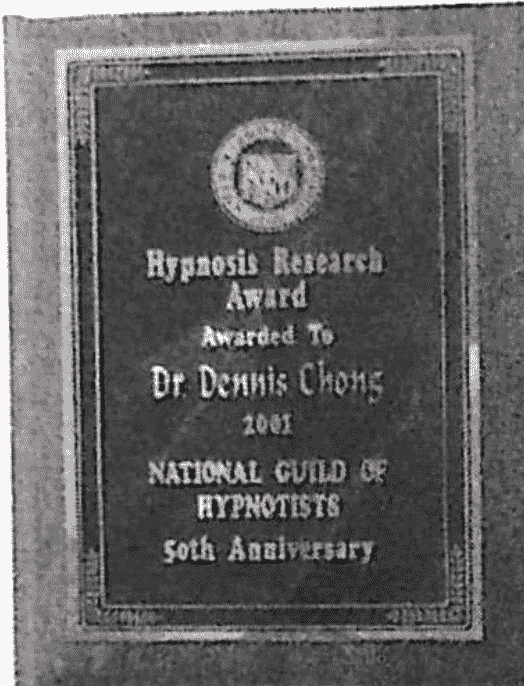 Hypnosis Research
Award
Awarded To
Dr. Dennis Chong
2001
NATIONAL GUILD OF
HYPNOTISTS
50th Anniversary